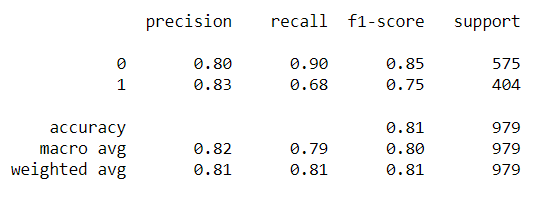 precision recall f1-score support
0 0.80 0.90 0.85 575
1 0.83 0.68 0.75 404
accuracy 0.81 979
macro avg 0.82 0.79 0.80 979
weighted avg 0.81 0.81 0.81 979